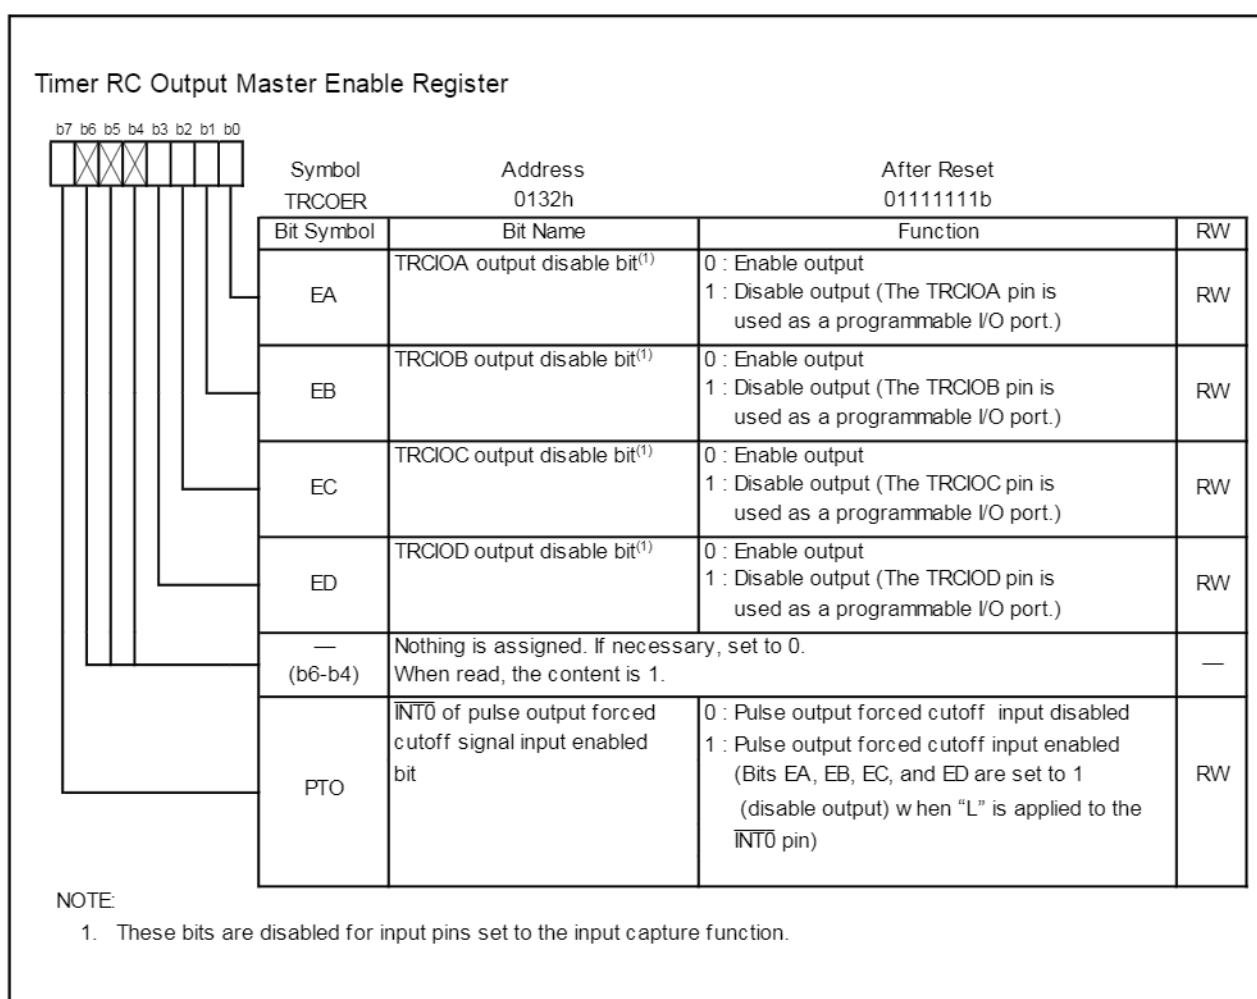 Timer RC Output Master Enable Register
b7 b6 b5 b4 b3 b2 b1 b0
Symbol Address After Reset
TRCOER 0132h 01111111b
Bit Symbol Bit Name Function RW
EA
TRCIOA output disable bit(1)
0 : Enable output
1 : Disable output (The TRCIOA pin is
used as a programmable I/O port.)
RW
EB
TRCIOB output disable bit(1)
0 : Enable output
1 : Disable output (The TRCIOB pin is
used as a programmable I/O port.)
RW
EC
TRCIOC output disable bit(1)
0 : Enable output
1 : Disable output (The TRCIOC pin is
used as a programmable I/O port.)
RW
ED
TRCIOD output disable bit(1)
0 : Enable output
1 : Disable output (The TRCIOD pin is
used as a programmable I/O port.)
RW
—
(b6-b4)
Nothing is assigned. If necessary, set to 0.
When read, the content is 1.
—
PTO
INT0 of pulse output forced
cutoff signal input enabled
bit
0 : Pulse output forced cutoff input disabled
1 : Pulse output forced cutoff input enabled
(Bits EA, EB, EC, and ED are set to 1
(disable output) w hen “L” is applied to the
INT0 pin)
RW
NOTE:
1. These bits are disabled for input pins set to the input capture function.